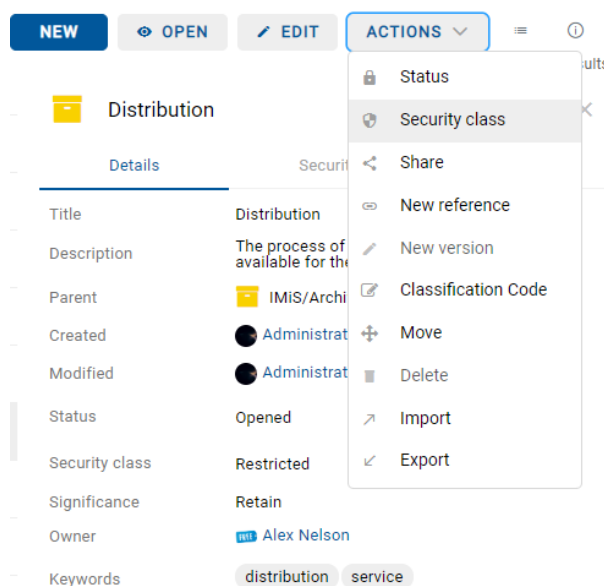 NEW OPEN EDIT ACTIONS
ults
Distribution
Details Securit
Title Distribution
Description The process of
available for the
Parent IMiS/Archi
Created Administrat
Modified Administrat
Status Opened
Security class Restricted
Significance Retain
Owner Alex Nelson
Keywords distribution service
Status
Security class
Share
New reference
New version
Classification Code
Move
Delete
Import
Export